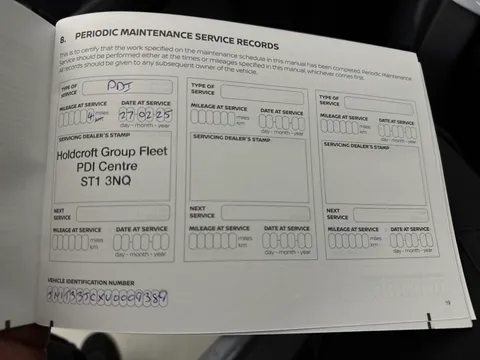 8. PERIODIC MAINTENANCE SERVICE RECORDS
This is to certify that the work specified on the maintenance schedule in this manual has been completed. Periodic Maintenance
Service should be performed either at the times or mileages specified in this manual, whichever comes first.
All records should be given to any subsequent owner of the vehicle.
TYPE OF SERVICE PDI
MILEAGE AT SERVICE DATE AT SERVICE
4 miles km 27 02 25
day - month - year
SERVICING DEALER'S STAMP
Holdcroft Group Fleet
PDI Centre
ST1 3NQ
NEXT SERVICE
MILEAGE AT SERVICE DATE AT SERVICE
miles km
day - month - year
TYPE OF SERVICE
MILEAGE AT SERVICE DATE AT SERVICE
miles km
day - month - year
SERVICING DEALER'S STAMP
NEXT SERVICE
MILEAGE AT SERVICE DATE AT SERVICE
miles km
day - month - year
TYPE OF SERVICE
MILEAGE AT SERVICE DATE AT SERVICE
miles km
day - month - year
SERVICING DEALER'S STAMP
NEXT SERVICE
MILEAGE AT SERVICE DATE AT SERVICE
miles km
day - month - year
VEHICLE IDENTIFICATION NUMBER